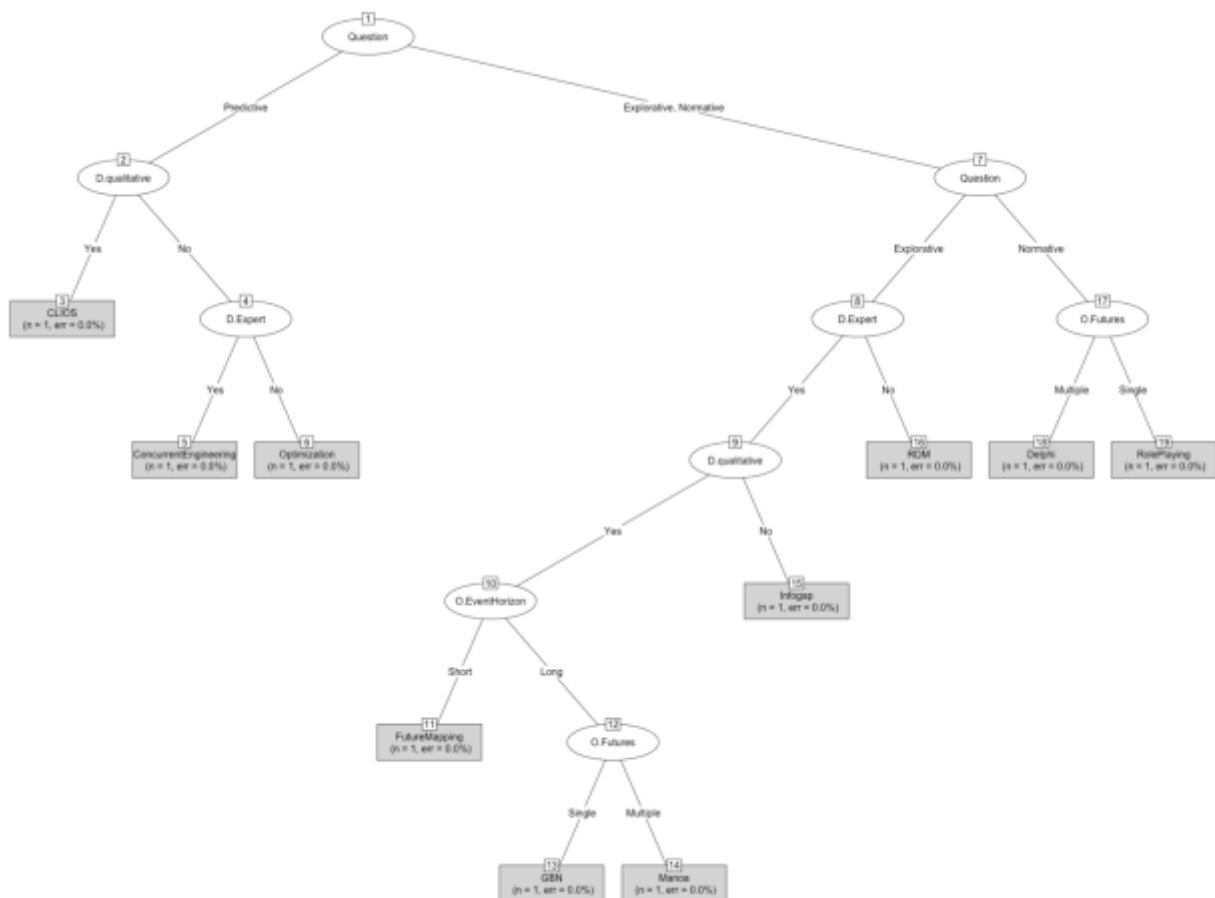 1
Question
Predictive
Explorative, Normative
2
D.qualitative
7
Question
Yes
No
Explorative
Normative
3
CLIOS
(n = 1, err = 0.0%)
4
D.Expert
8
D.Expert
17
O.Futures
Yes
No
Yes
No
Multiple
Single
5
ConcurrentEngineering
(n = 1, err = 0.0%)
6
Optimization
(n = 1, err = 0.0%)
9
D.qualitative
16
RDM
(n = 1, err = 0.0%)
18
Delphi
(n = 1, err = 0.0%)
19
RolePlaying
(n = 1, err = 0.0%)
Yes
No
10
O.EventHorizon
15
Infogap
(n = 1, err = 0.0%)
Short
Long
11
FutureMapping
(n = 1, err = 0.0%)
12
O.Futures
Single
Multiple
13
GBN
(n = 1, err = 0.0%)
14
Manoa
(n = 1, err = 0.0%)